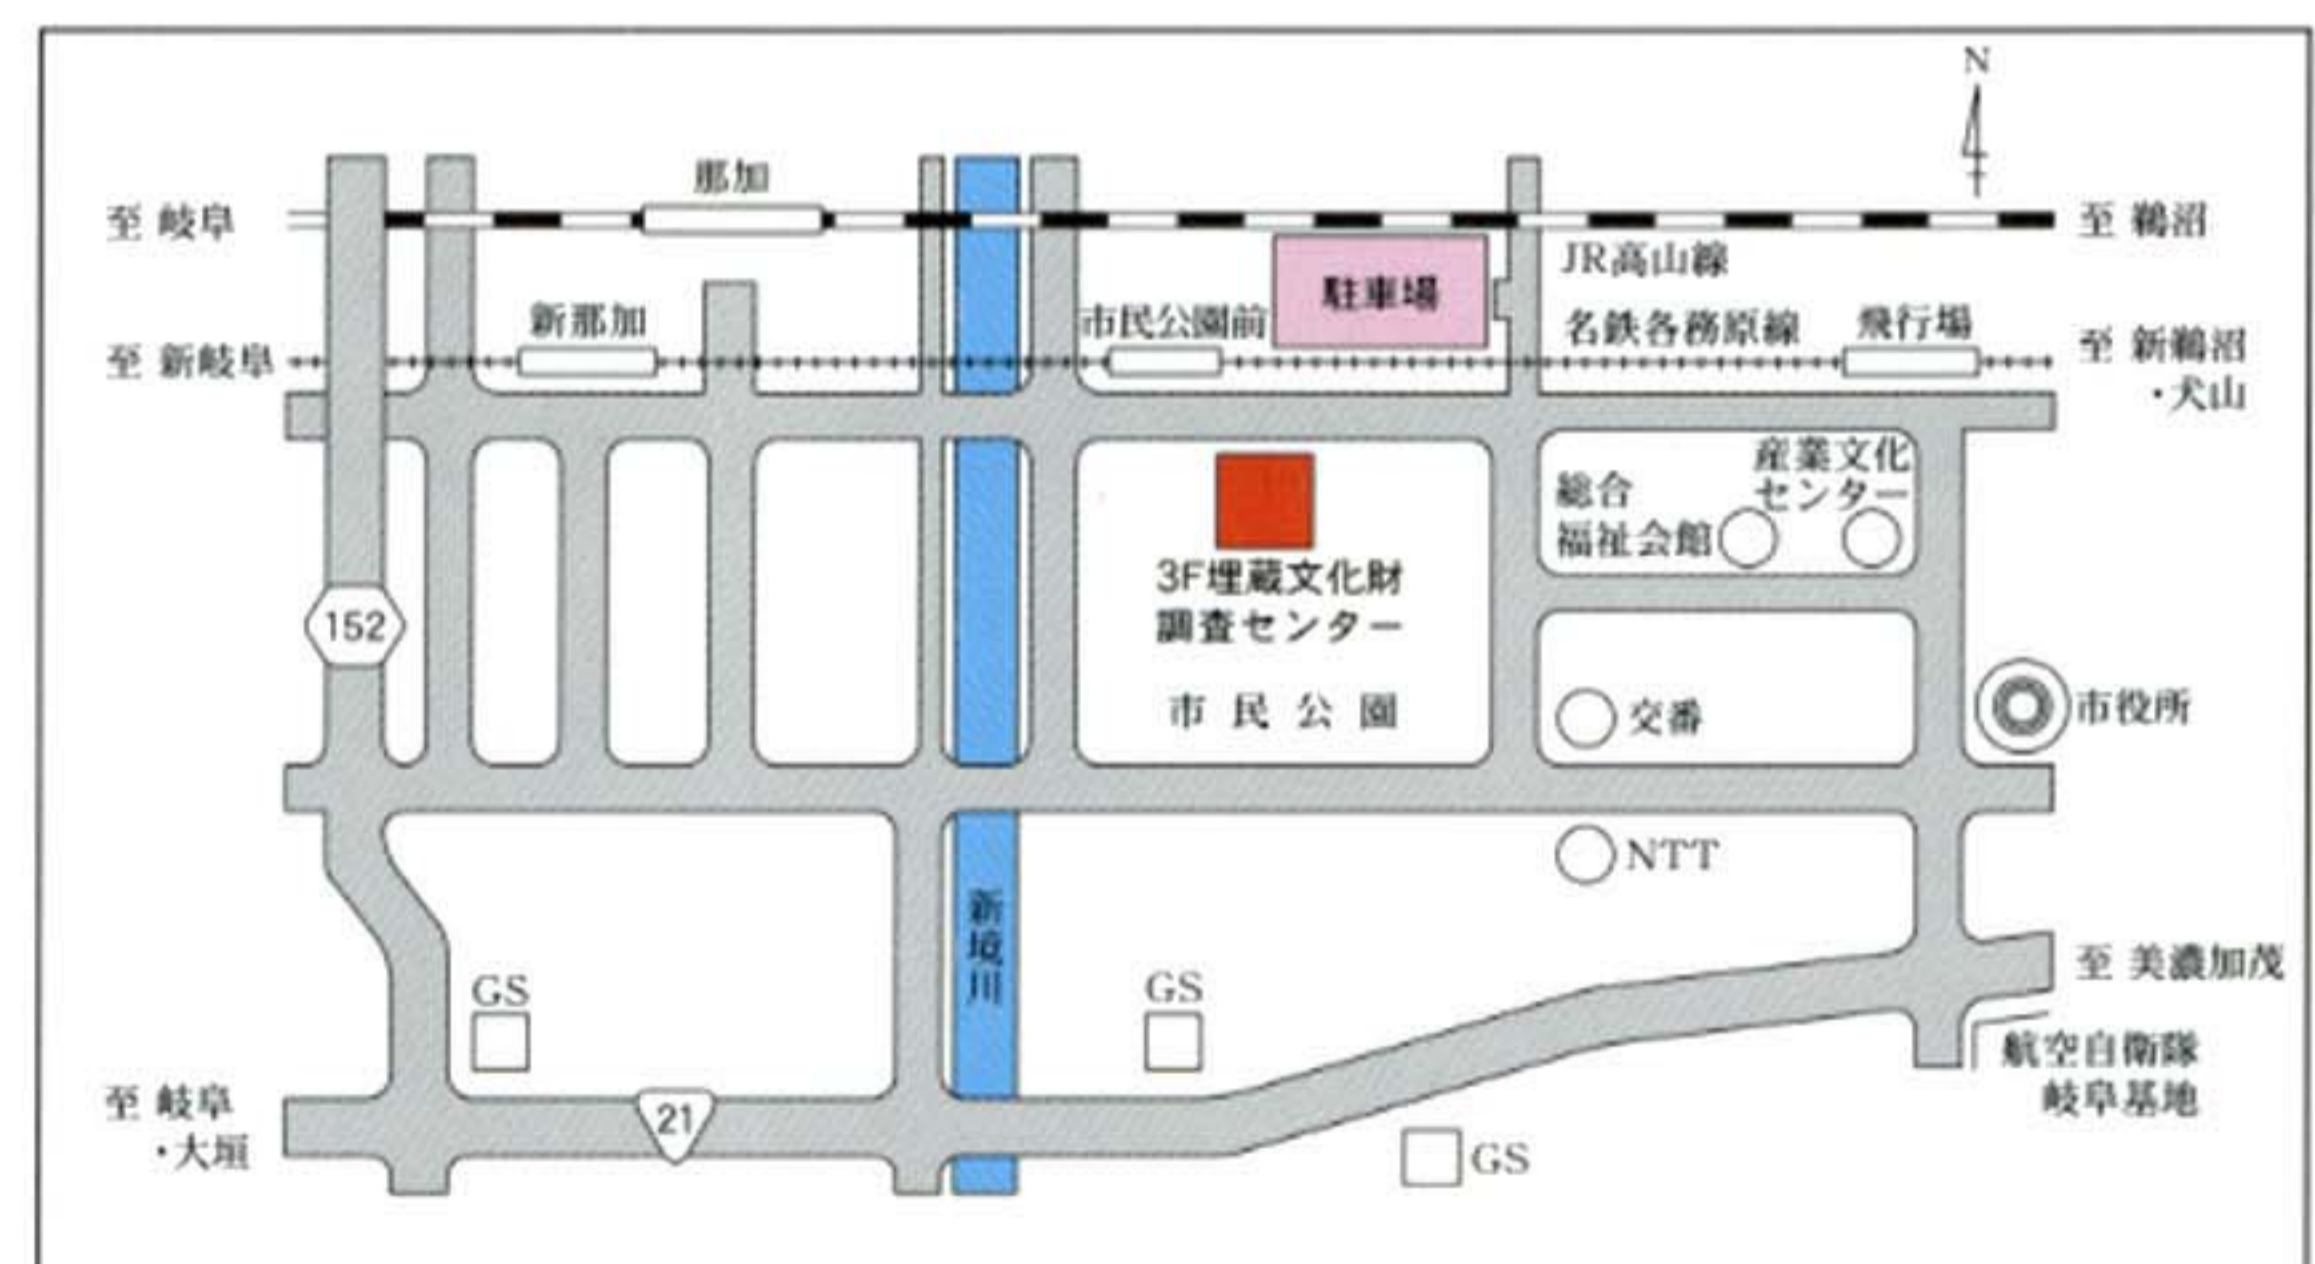 N
那加
至 岐阜
至 鵜沼
JR高山線
駐車場
新那加
市民公園前
名鉄各務原線
飛行場
至 新岐阜
至 新鵜沼
・犬山
産業文化
センター
総合
福祉会館
3F埋蔵文化財
調査センター
152
市民公園
交番
市役所
NTT
新境川
GS
GS
至 美濃加茂
航空自衛隊
岐阜基地
至 岐阜
・大垣
21
GS